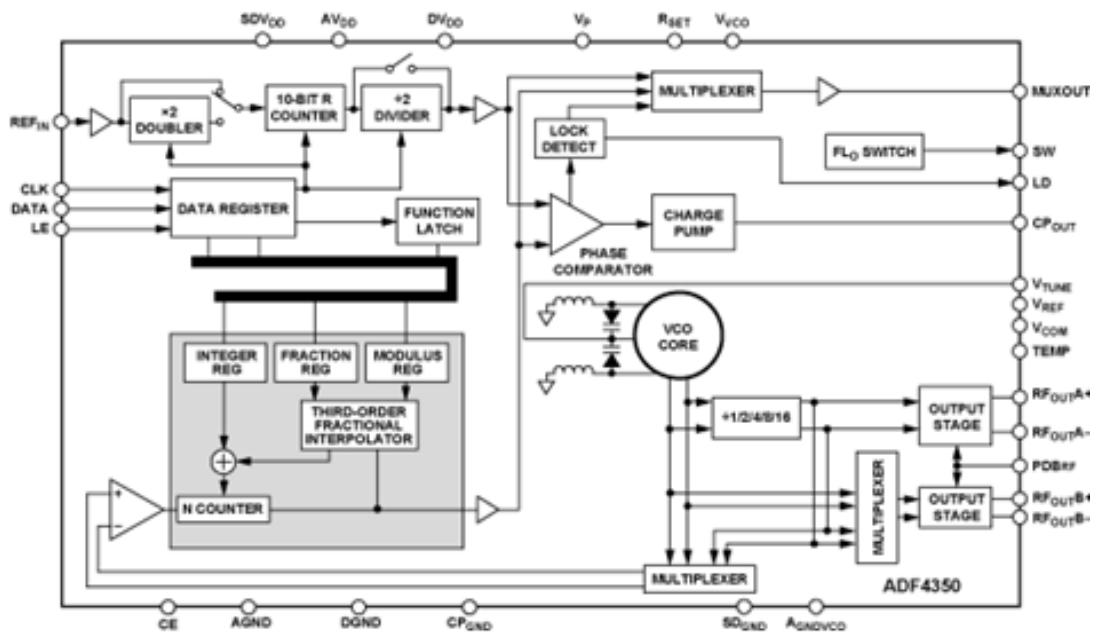 SDVDD AVDD DVDD VP RSET VVCO
REFIN
×2
DOUBLER
10-BIT R
COUNTER
÷2
DIVIDER
MULTIPLEXER
MUXOUT
LOCK
DETECT
FLO SWITCH
SW
LD
CLK
DATA
LE
DATA REGISTER
FUNCTION
LATCH
CHARGE
PUMP
CPOUT
PHASE
COMPARATOR
VTUNE
VREF
VCOM
TEMP
VCO
CORE
INTEGER
REG
FRACTION
REG
MODULUS
REG
THIRD-ORDER
FRACTIONAL
INTERPOLATOR
+
N COUNTER
+
−
÷1/2/4/8/16
OUTPUT
STAGE
RFOUTA+
RFOUTA−
PDBRF
MULTIPLEXER
OUTPUT
STAGE
RFOUTB+
RFOUTB−
MULTIPLEXER
ADF4350
CE AGND DGND CPGND SDGND AGNDVCO